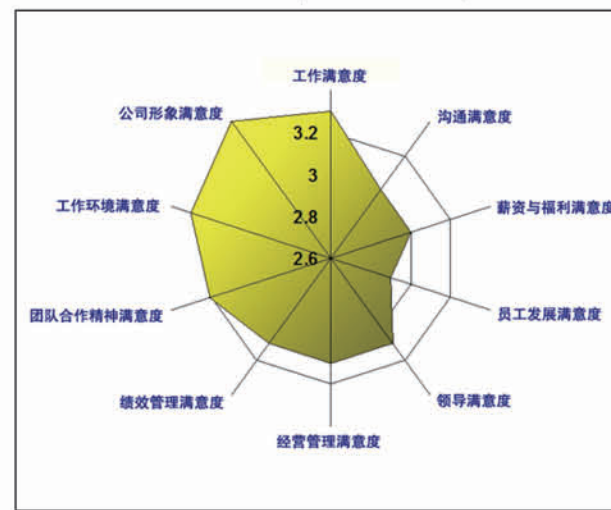 工作满意度
公司形象满意度
沟通满意度
3.2
3
工作环境满意度
薪资与福利满意度
2.8
2.6
团队合作精神满意度
员工发展满意度
绩效管理满意度
领导满意度
经营管理满意度